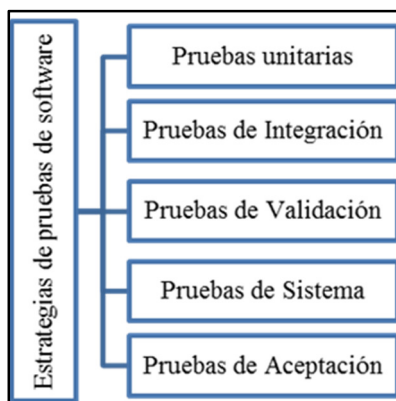 Estrategias de pruebas de software
Pruebas unitarias
Pruebas de Integración
Pruebas de Validación
Pruebas de Sistema
Pruebas de Aceptación